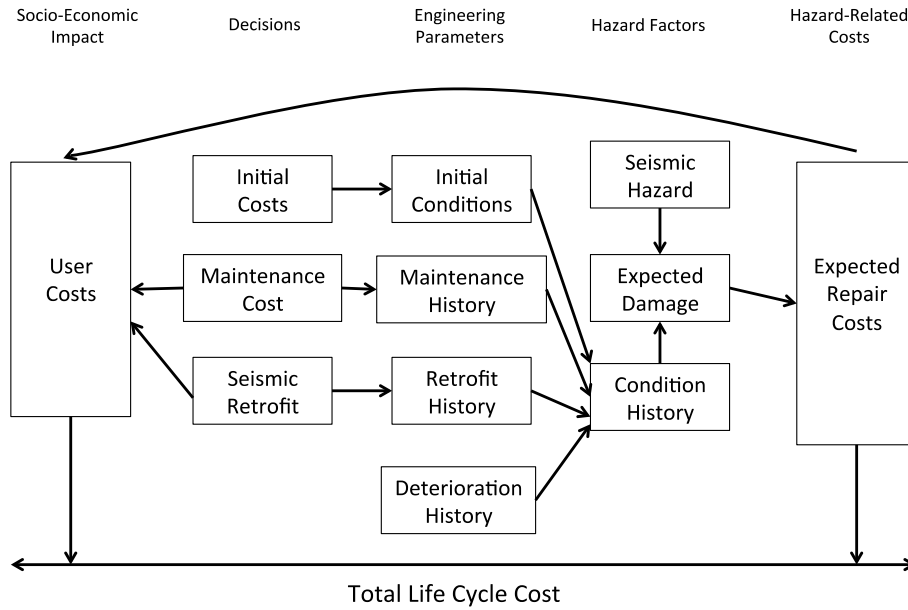 Socio-Economic
Impact
Decisions
Engineering
Parameters
Hazard Factors
Hazard-Related
Costs
User
Costs
Initial
Costs
Initial
Conditions
Seismic
Hazard
Maintenance
Cost
Maintenance
History
Expected
Damage
Expected
Repair
Costs
Seismic
Retrofit
Retrofit
History
Condition
History
Deterioration
History
Total Life Cycle Cost